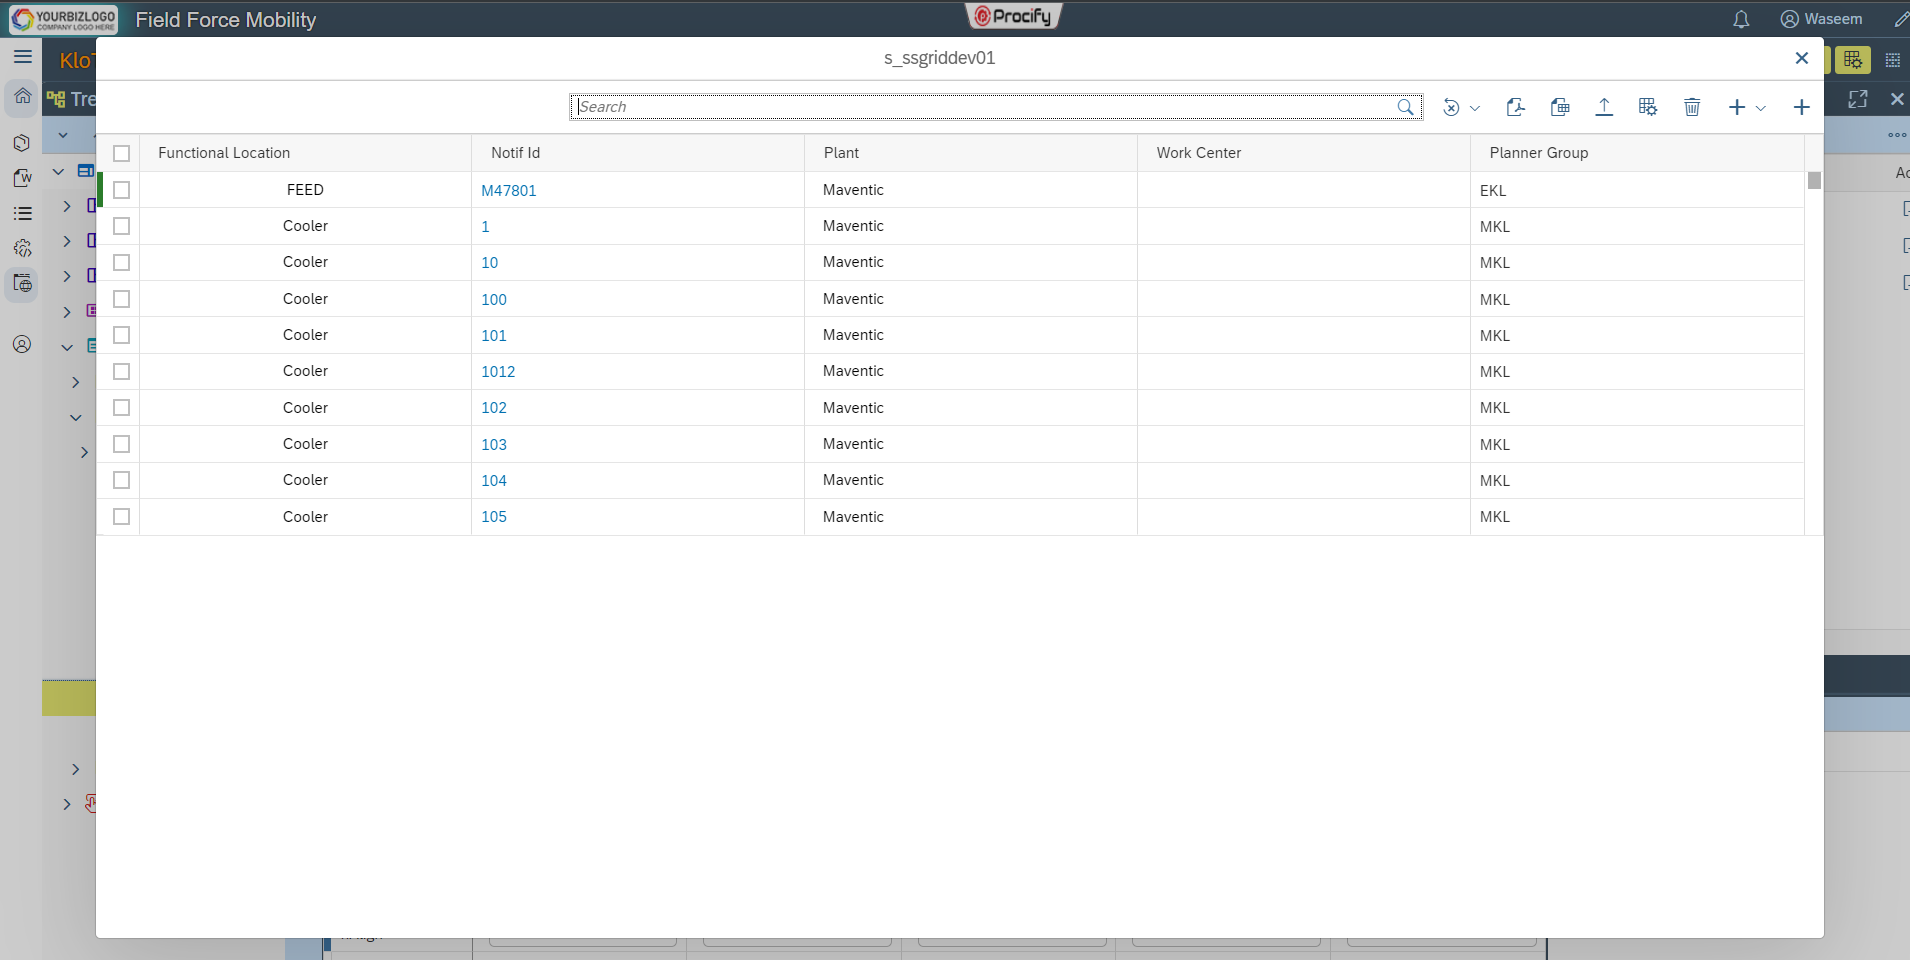 YOURBIZLOGO
COMPANY LOGO HERE
Field Force Mobility
Procify
Waseem
Klo
Tre
s_ssgriddev01
Search
Functional Location Notif Id Plant Work Center Planner Group
FEED M47801 Maventic EKL
Cooler 1 Maventic MKL
Cooler 10 Maventic MKL
Cooler 100 Maventic MKL
Cooler 101 Maventic MKL
Cooler 1012 Maventic MKL
Cooler 102 Maventic MKL
Cooler 103 Maventic MKL
Cooler 104 Maventic MKL
Cooler 105 Maventic MKL
Ac